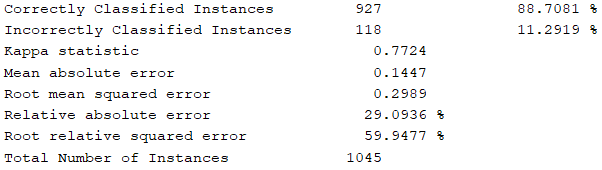 Correctly Classified Instances 927 88.7081 %
Incorrectly Classified Instances 118 11.2919 %
Kappa statistic 0.7724
Mean absolute error 0.1447
Root mean squared error 0.2989
Relative absolute error 29.0936 %
Root relative squared error 59.9477 %
Total Number of Instances 1045